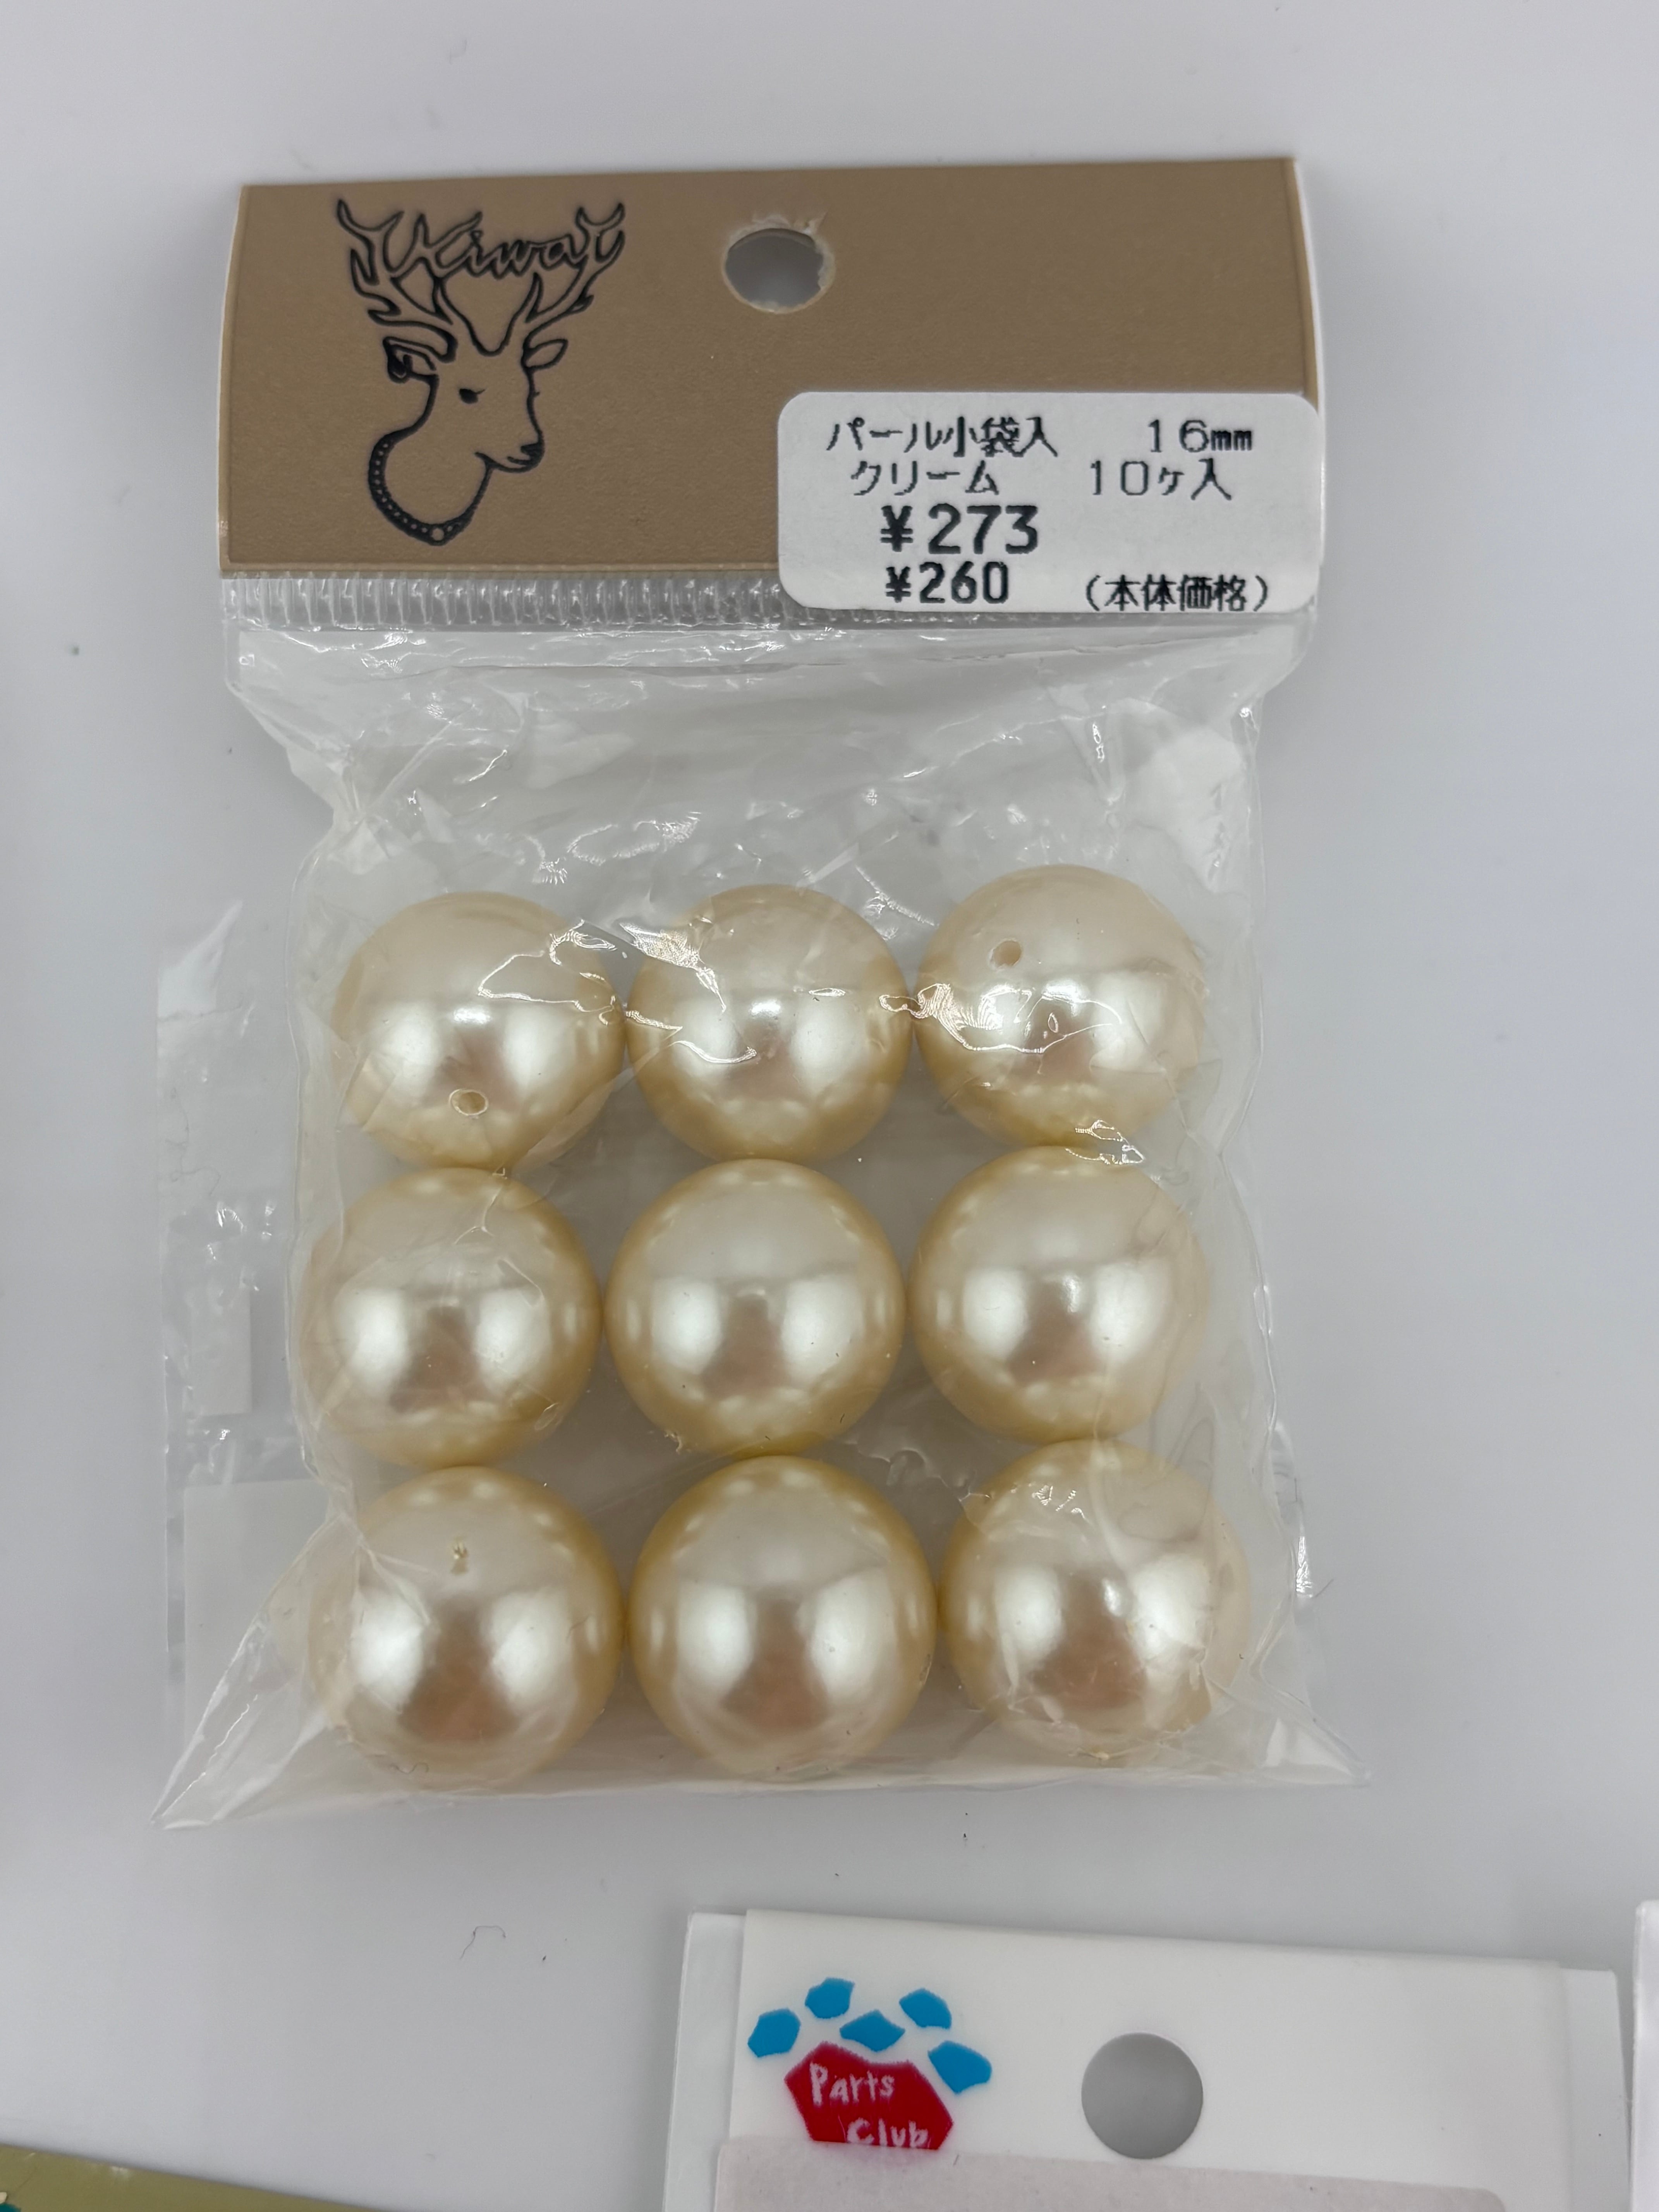 Kiwa
パール小袋入 16mm
クリーム 10ヶ入
¥273
¥260 (本体価格)
Parts
Club